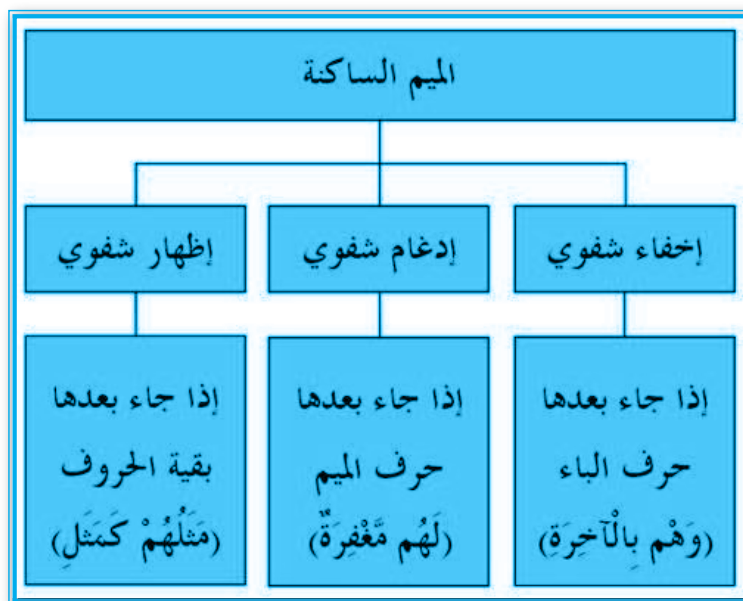 الميم الساكنة
إخفاء شفوي
إدغام شفوي
إظهار شفوي
إذا جاء بعدها
حرف الباء
(وَهْم بِالْآخِرَةِ)
إذا جاء بعدها
حرف الميم
(لَهُم مَّغْفِرَةٌ)
إذا جاء بعدها
بقية الحروف
(مَثَلُهُمْ كَمَثَلِ)